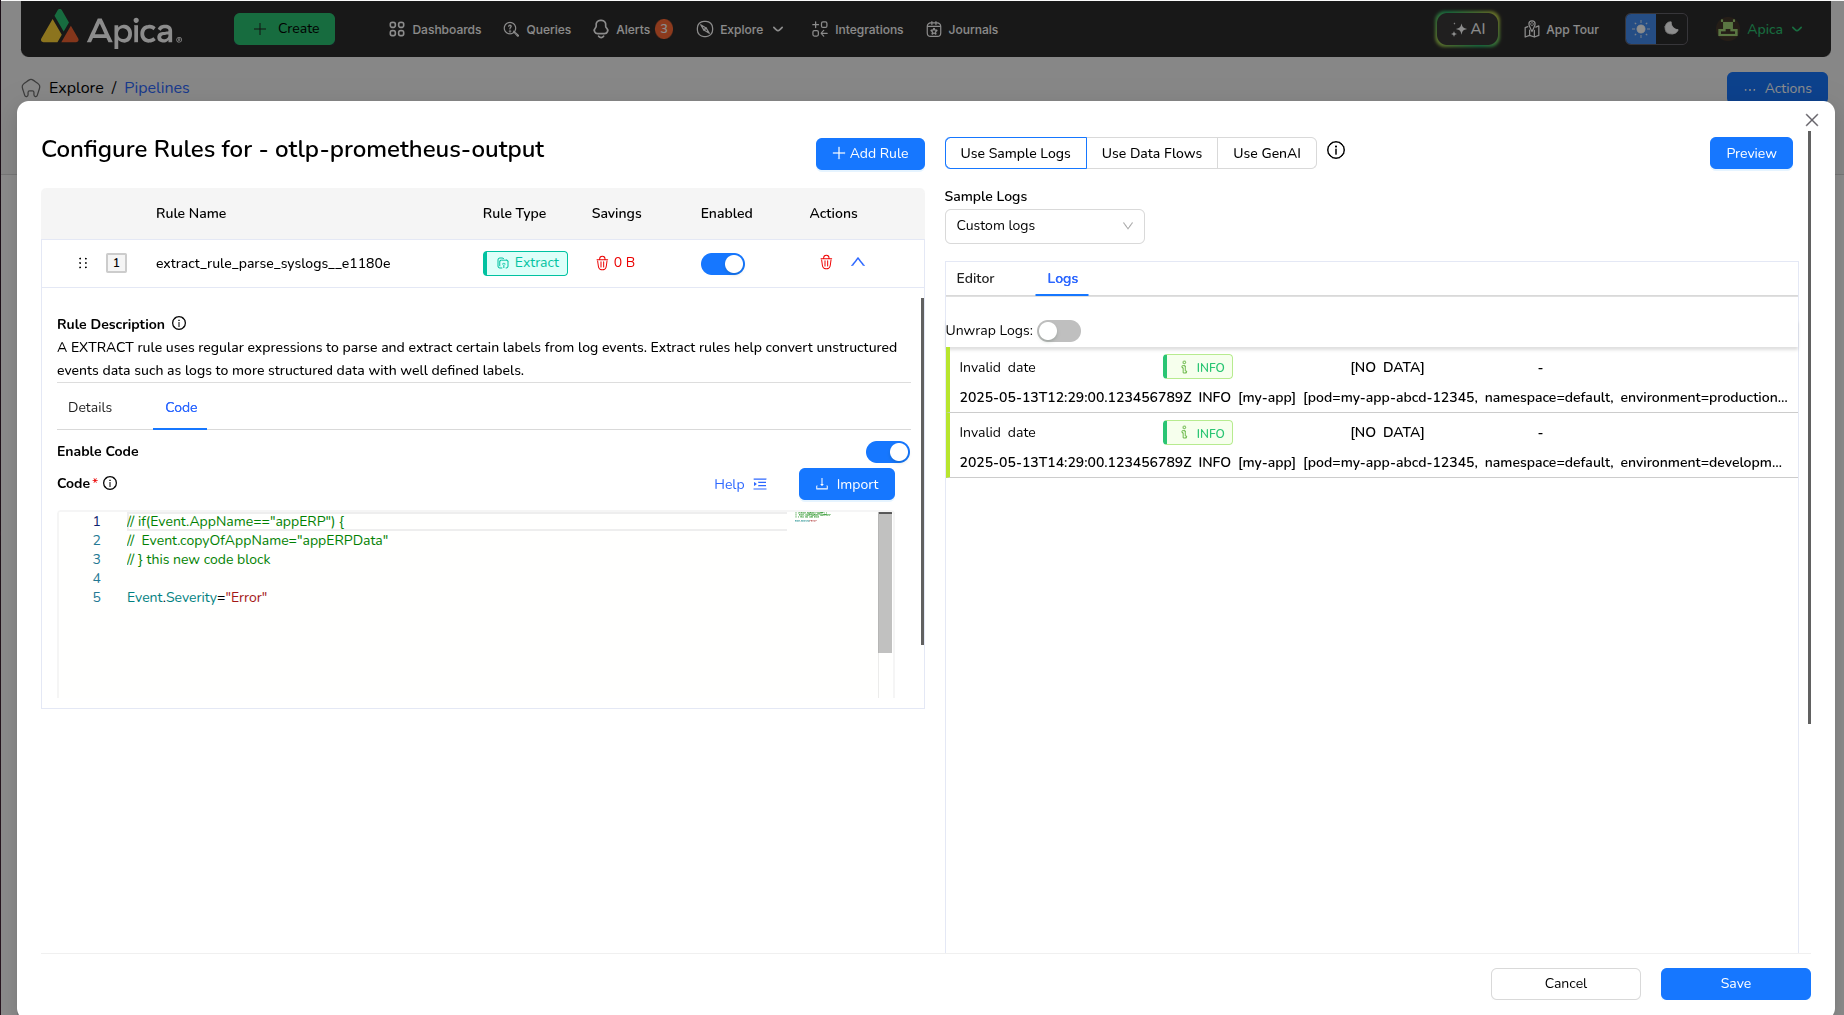 Apica
Create
Dashboards
Queries
Alerts 3
Explore
Integrations
Journals
AI
App Tour
Apica
Explore / Pipelines
... Actions
Configure Rules for - otlp-prometheus-output
+ Add Rule
Use Sample Logs
Use Data Flows
Use GenAI
Preview
Rule Name
Rule Type
Savings
Enabled
Actions
1
extract_rule_parse_syslogs__e1180e
Extract
0 B
Rule Description
A EXTRACT rule uses regular expressions to parse and extract certain labels from log events. Extract rules help convert unstructured
events data such as logs to more structured data with well defined labels.
Details
Code
Enable Code
Code*
Help
Import
1 // if(Event.AppName=="appERP") {
2 //  Event.copyOfAppName="appERPData"
3 // } this new code block
4
5 Event.Severity="Error"
Sample Logs
Custom logs
Editor
Logs
Unwrap Logs:
Invalid date INFO [NO DATA] -
2025-05-13T12:29:00.123456789Z INFO [my-app] [pod=my-app-abcd-12345, namespace=default, environment=production...
Invalid date INFO [NO DATA] -
2025-05-13T14:29:00.123456789Z INFO [my-app] [pod=my-app-abcd-12345, namespace=default, environment=developm...
Cancel
Save